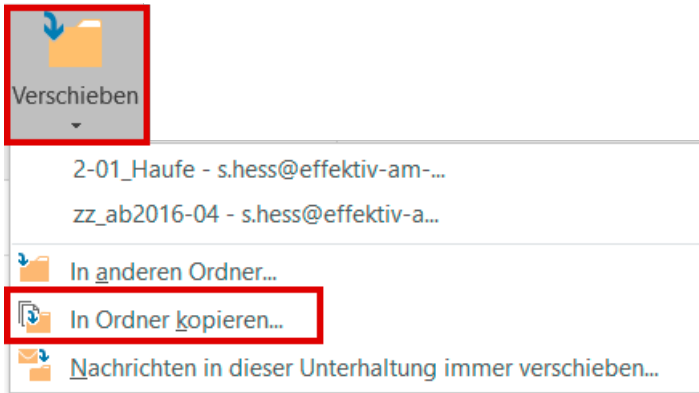 Verschieben
2-01_Haufe - s.hess@effektiv-am-...
zz_ab2016-04 - s.hess@effektiv-a...
In anderen Ordner...
In Ordner kopieren...
Nachrichten in dieser Unterhaltung immer verschieben...